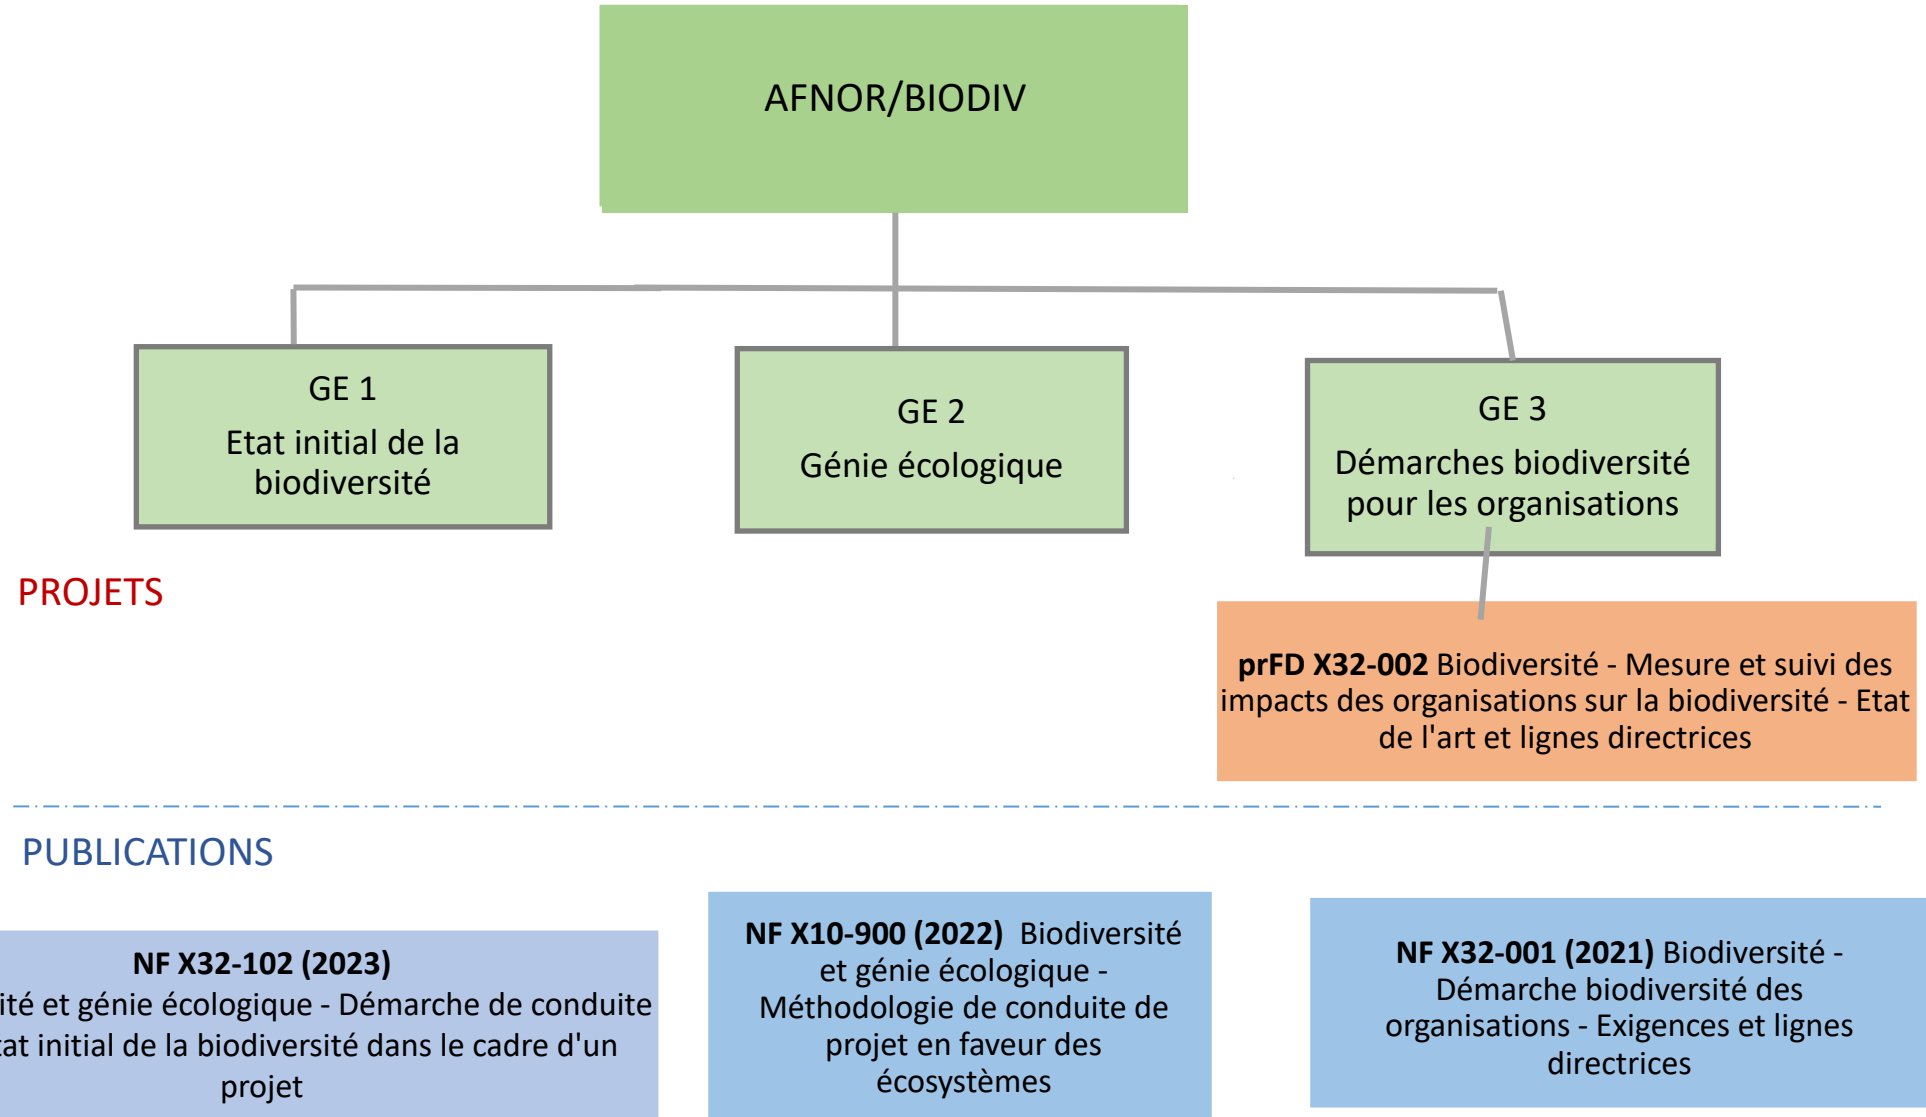 AFNOR/BIODIV
GE 1
Etat initial de la
biodiversité
GE 2
Génie écologique
GE 3
Démarches biodiversité
pour les organisations
PROJETS
prFD X32-002 Biodiversité - Mesure et suivi des
impacts des organisations sur la biodiversité - Etat
de l'art et lignes directrices
PUBLICATIONS
NF X32-102 (2023)
et génie écologique - Démarche de conduite
initial de la biodiversité dans le cadre d'un
projet
NF X10-900 (2022) Biodiversité
et génie écologique -
Méthodologie de conduite de
projet en faveur des
écosystèmes
NF X32-001 (2021) Biodiversité -
Démarche biodiversité des
organisations - Exigences et lignes
directrices